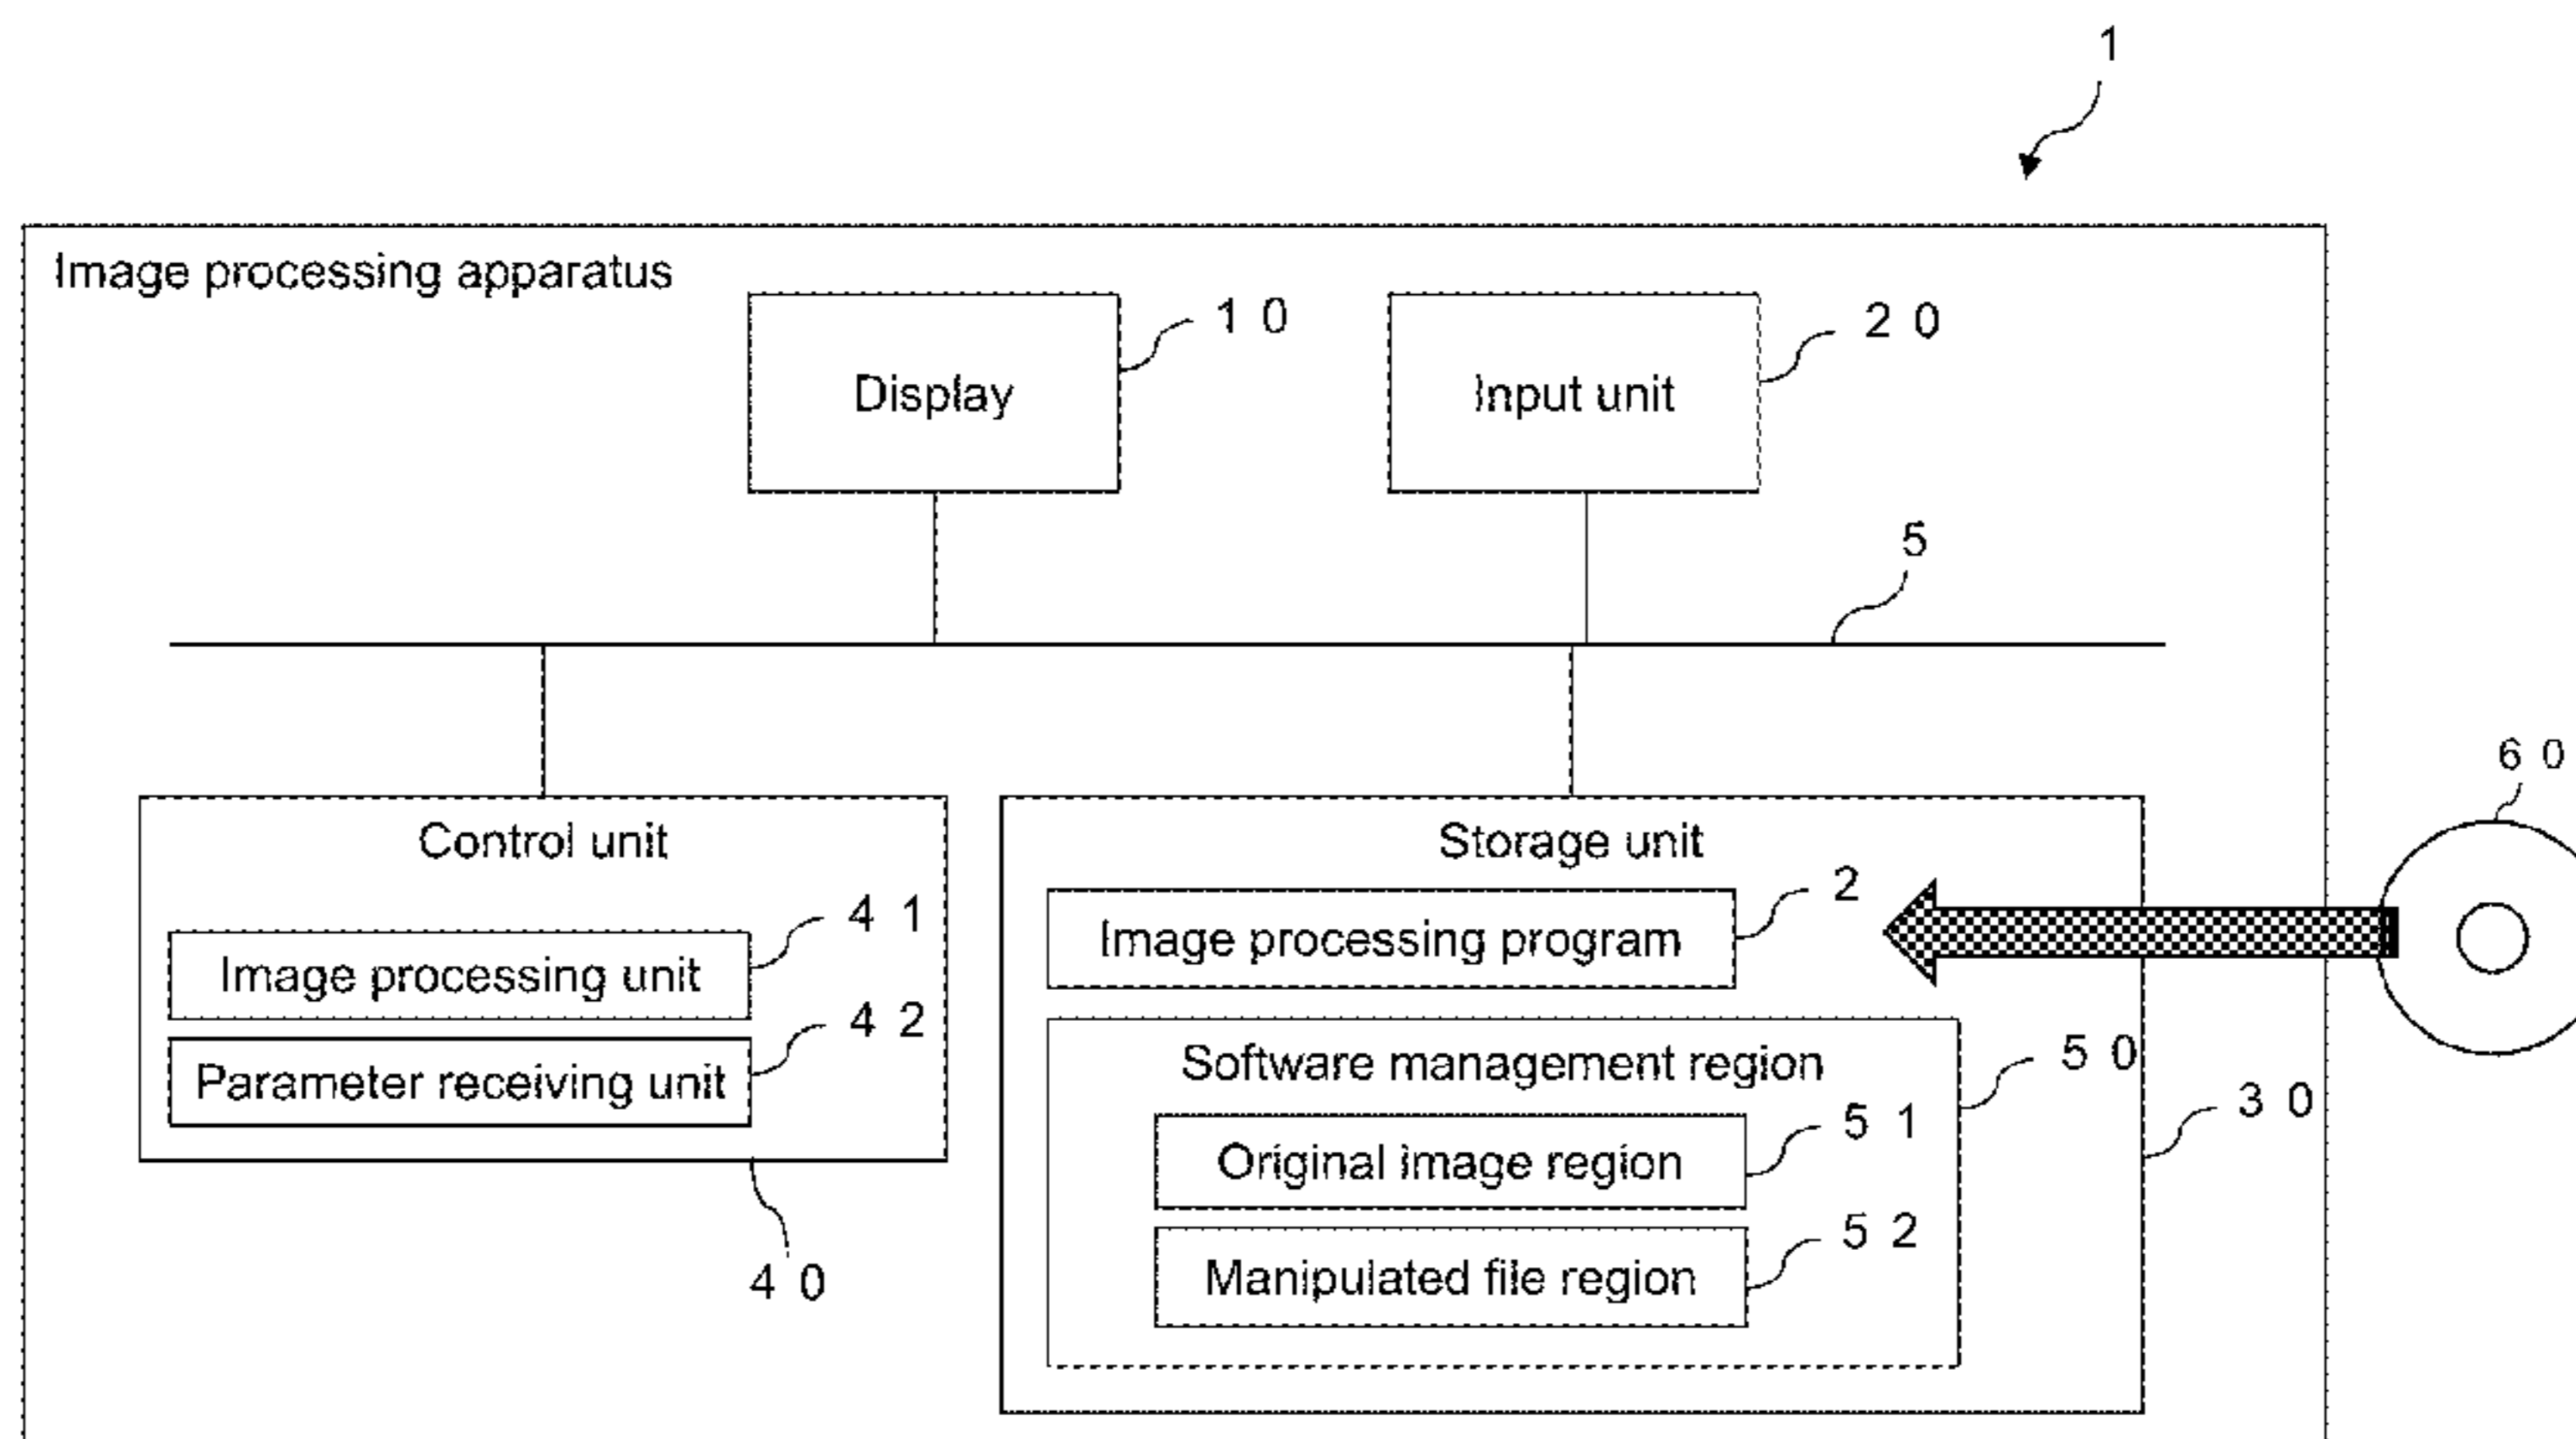 1
Image processing apparatus
10
20
Display
Input unit
5
60
Control unit
Storage unit
41
2
Image processing unit
Image processing program
42
Parameter receiving unit
Software management region
50
51
30
Original image region
52
40
Manipulated file region